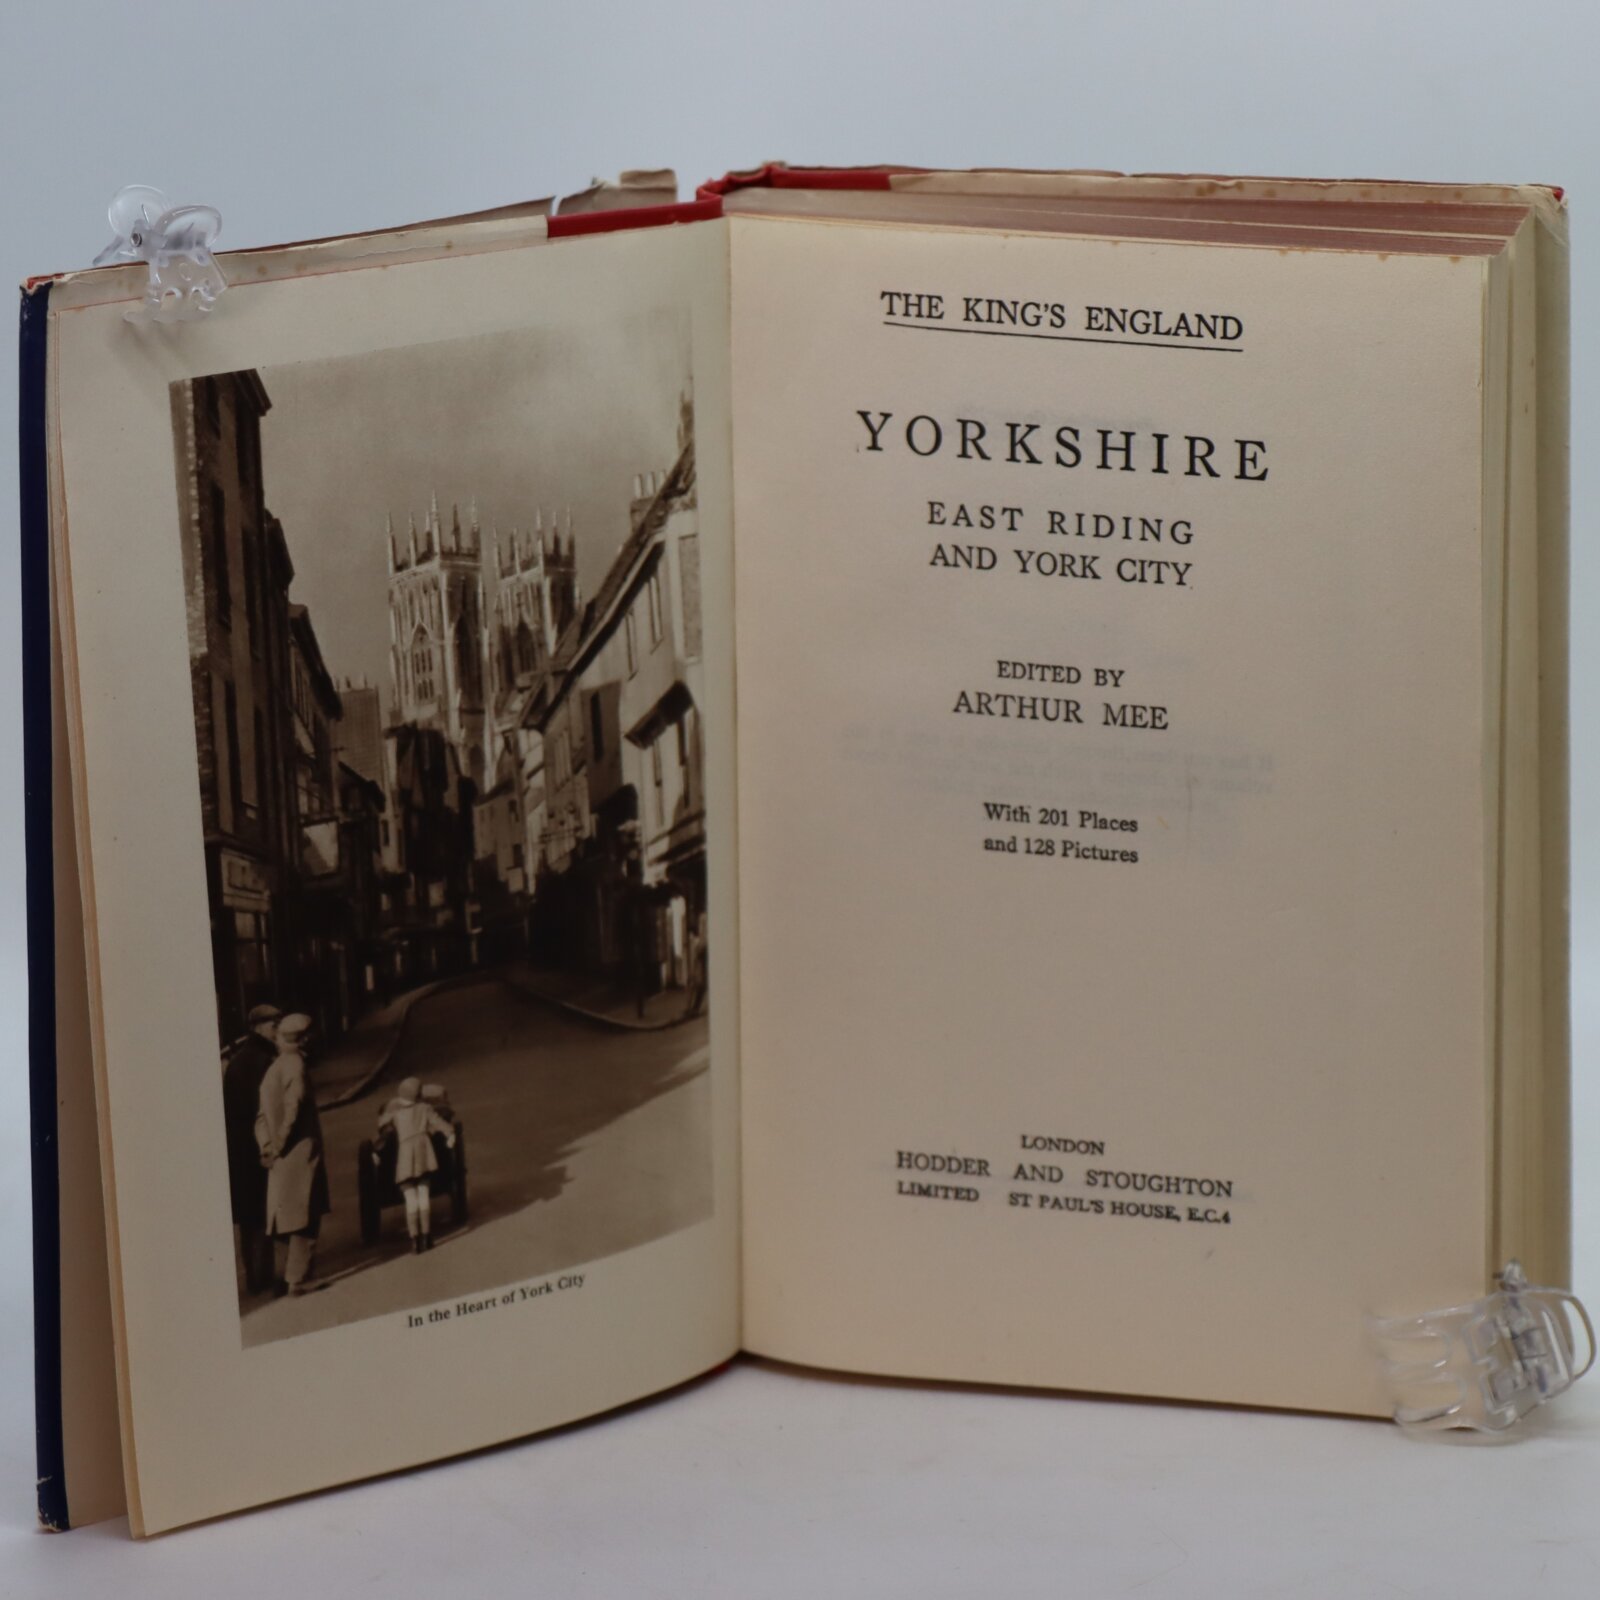 In the Heart of York City
THE KING'S ENGLAND
YORKSHIRE
EAST RIDING
AND YORK CITY
EDITED BY
ARTHUR MEE
With 201 Places
and 128 Pictures
LONDON
HODDER AND STOUGHTON
LIMITED ST PAUL'S HOUSE, E.C.4